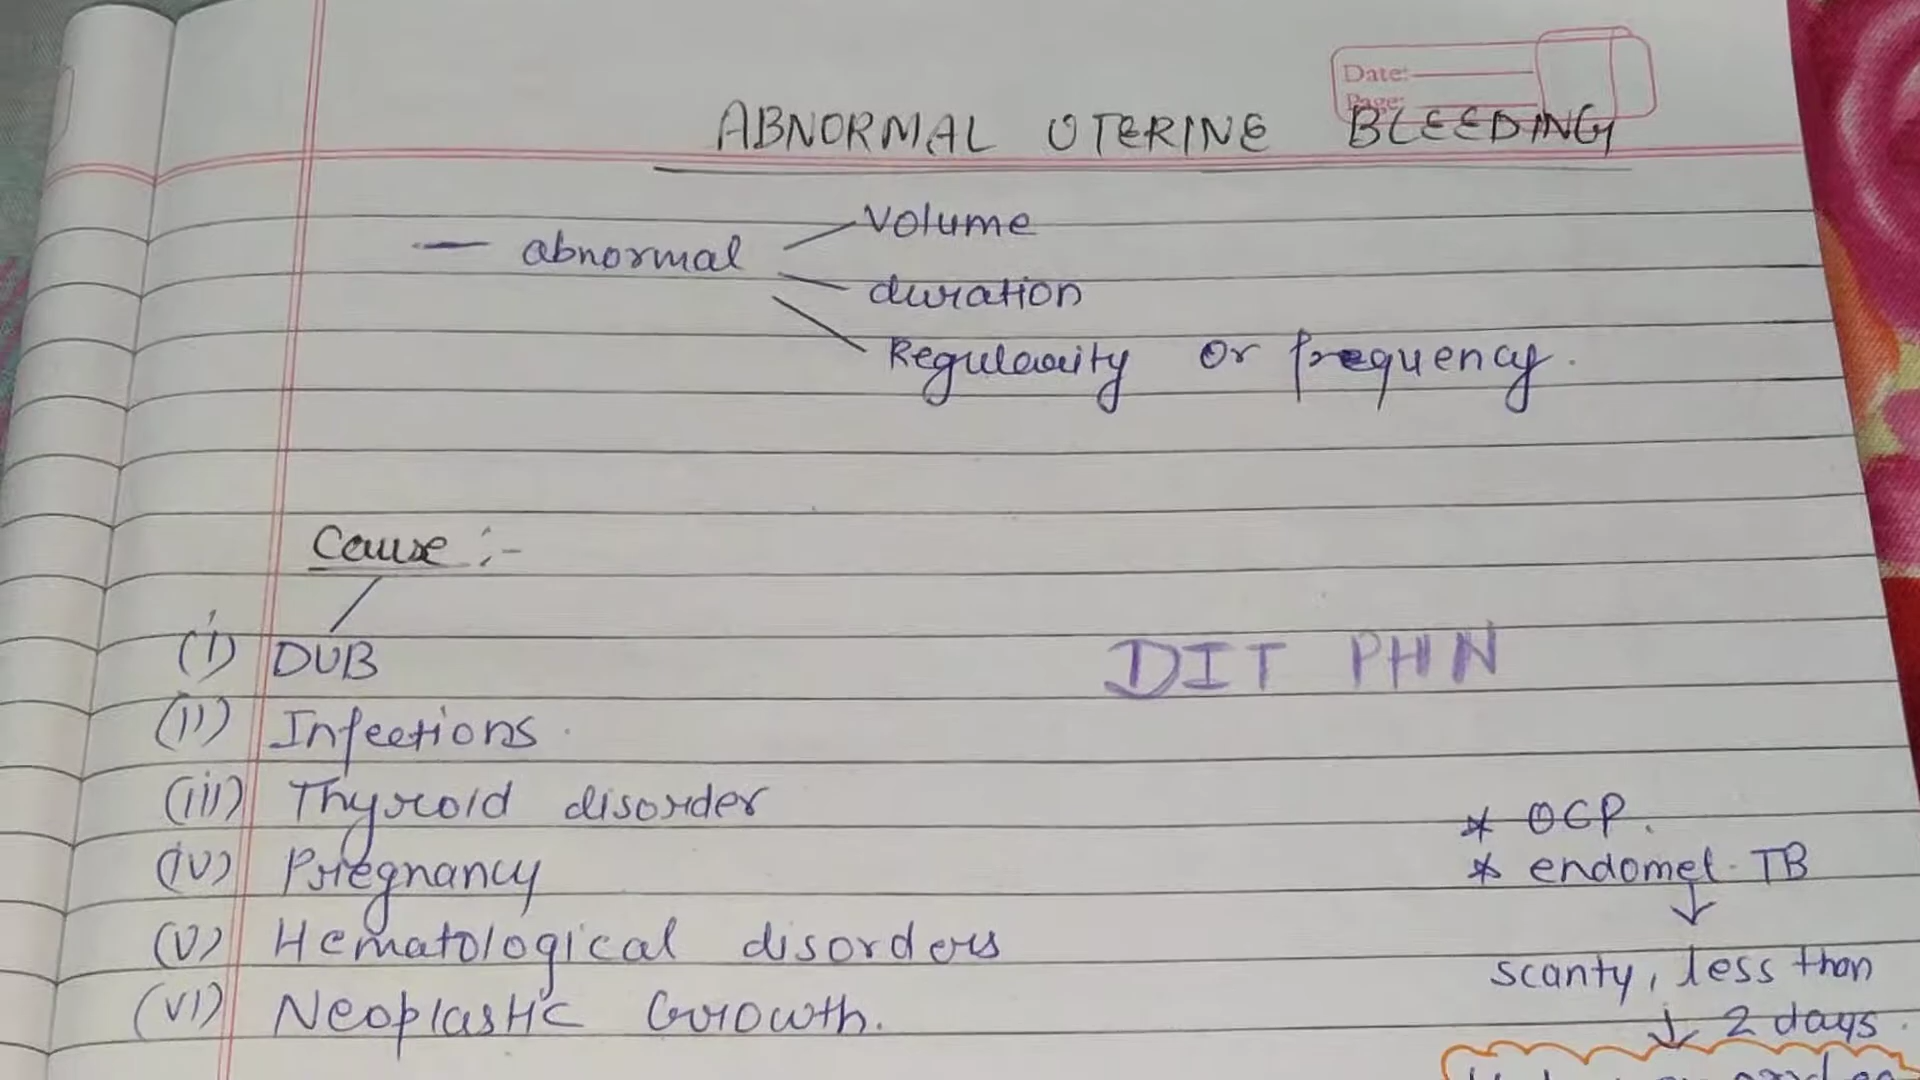 Date:
Page:
ABNORMAL UTERINE BLEEDING
— abnormal
Volume
duration
Regularity or frequency.
Cause :-
(i) DUB
DIT PHN
(ii) Infections.
(iii) Thyroid disorder
(iv) Pregnancy
(v) Hematological disorders
(vi) Neoplastic Growth.
* OCP.
* endomet. TB
↓
scanty, less than
↓ 2 days.